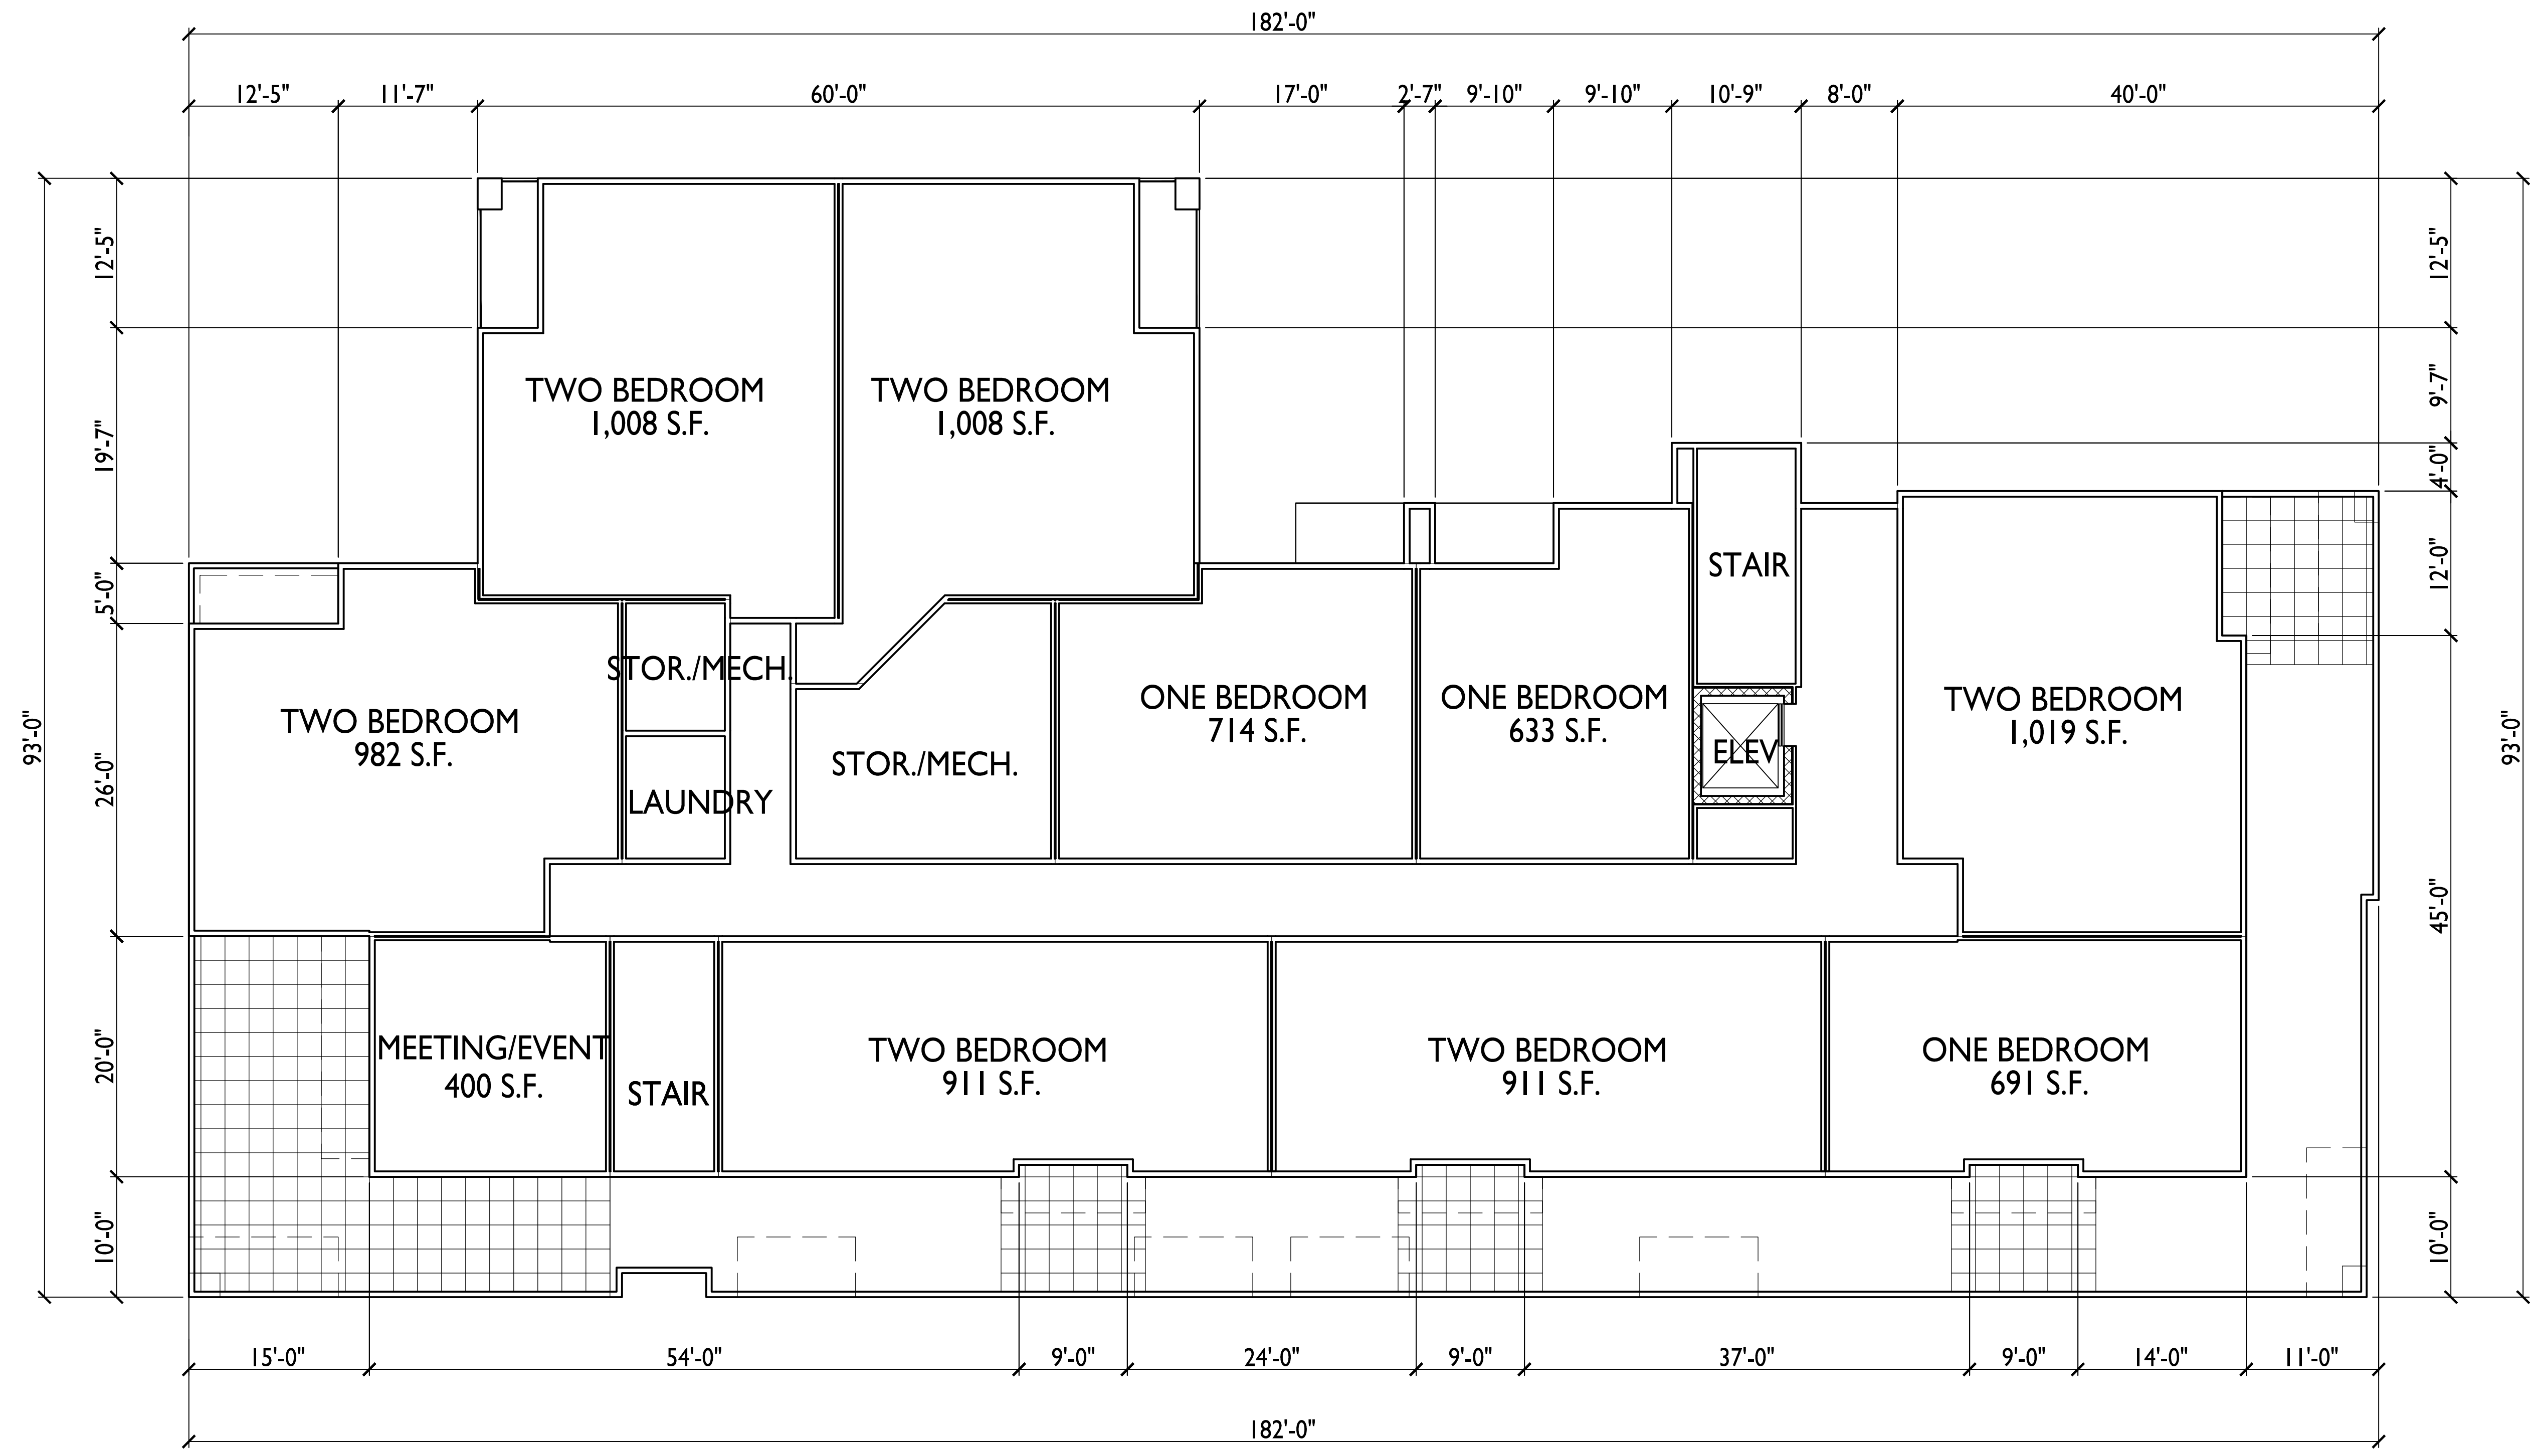 182'-0"
12'-5"
11'-7"
60'-0"
17'-0"
2'-7"
9'-10"
9'-10"
10'-9"
8'-0"
40'-0"
93'-0"
12'-5"
19'-7"
5'-0"
26'-0"
20'-0"
10'-0"
TWO BEDROOM
1,008 S.F.
TWO BEDROOM
1,008 S.F.
STAIR
STOR./MECH.
TWO BEDROOM
982 S.F.
LAUNDRY
STOR./MECH.
ONE BEDROOM
714 S.F.
ONE BEDROOM
633 S.F.
ELEV
TWO BEDROOM
1,019 S.F.
MEETING/EVENT
400 S.F.
STAIR
TWO BEDROOM
911 S.F.
TWO BEDROOM
911 S.F.
ONE BEDROOM
691 S.F.
12'-5"
9'-7"
4'-0"
12'-0"
45'-0"
10'-0"
93'-0"
15'-0"
54'-0"
9'-0"
24'-0"
9'-0"
37'-0"
9'-0"
14'-0"
11'-0"
182'-0"